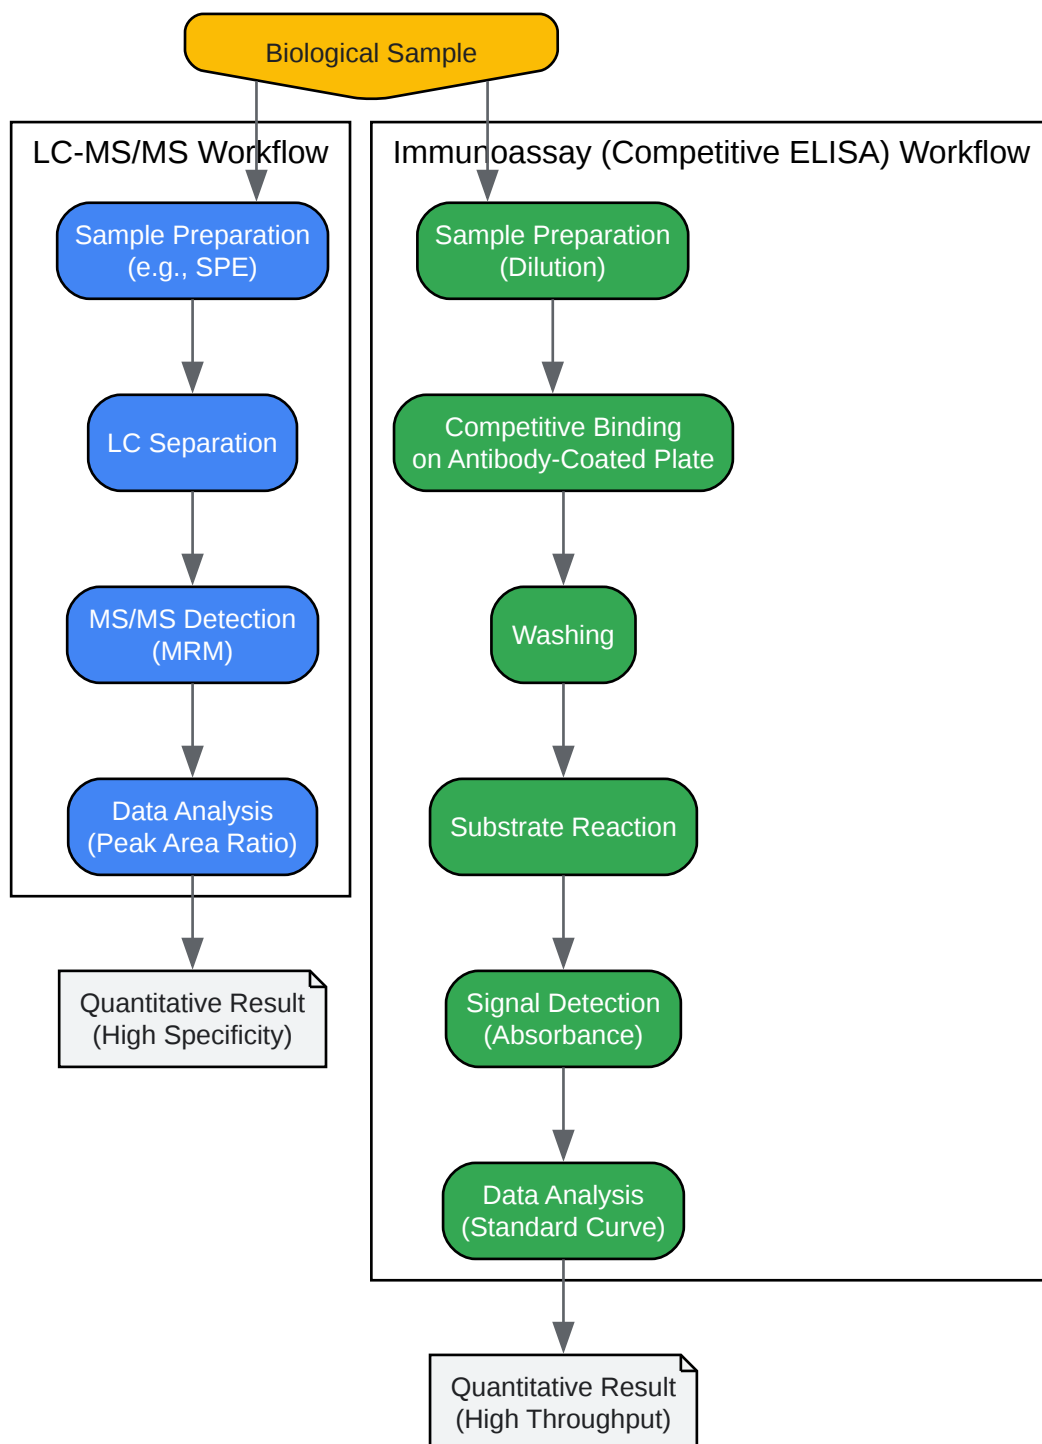 Biological Sample
LC-MS/MS Workflow
Sample Preparation
(e.g., SPE)
LC Separation
MS/MS Detection
(MRM)
Data Analysis
(Peak Area Ratio)
Quantitative Result
(High Specificity)
Immunoassay (Competitive ELISA) Workflow
Sample Preparation
(Dilution)
Competitive Binding
on Antibody-Coated Plate
Washing
Substrate Reaction
Signal Detection
(Absorbance)
Data Analysis
(Standard Curve)
Quantitative Result
(High Throughput)